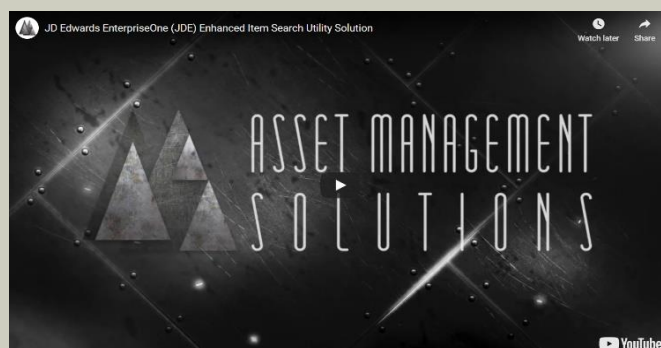 JD Edwards EnterpriseOne (JDE) Enhanced Item Search Utility Solution
Watch later
Share
ASSET MANAGEMENT
SOLUTIONS
YouTube